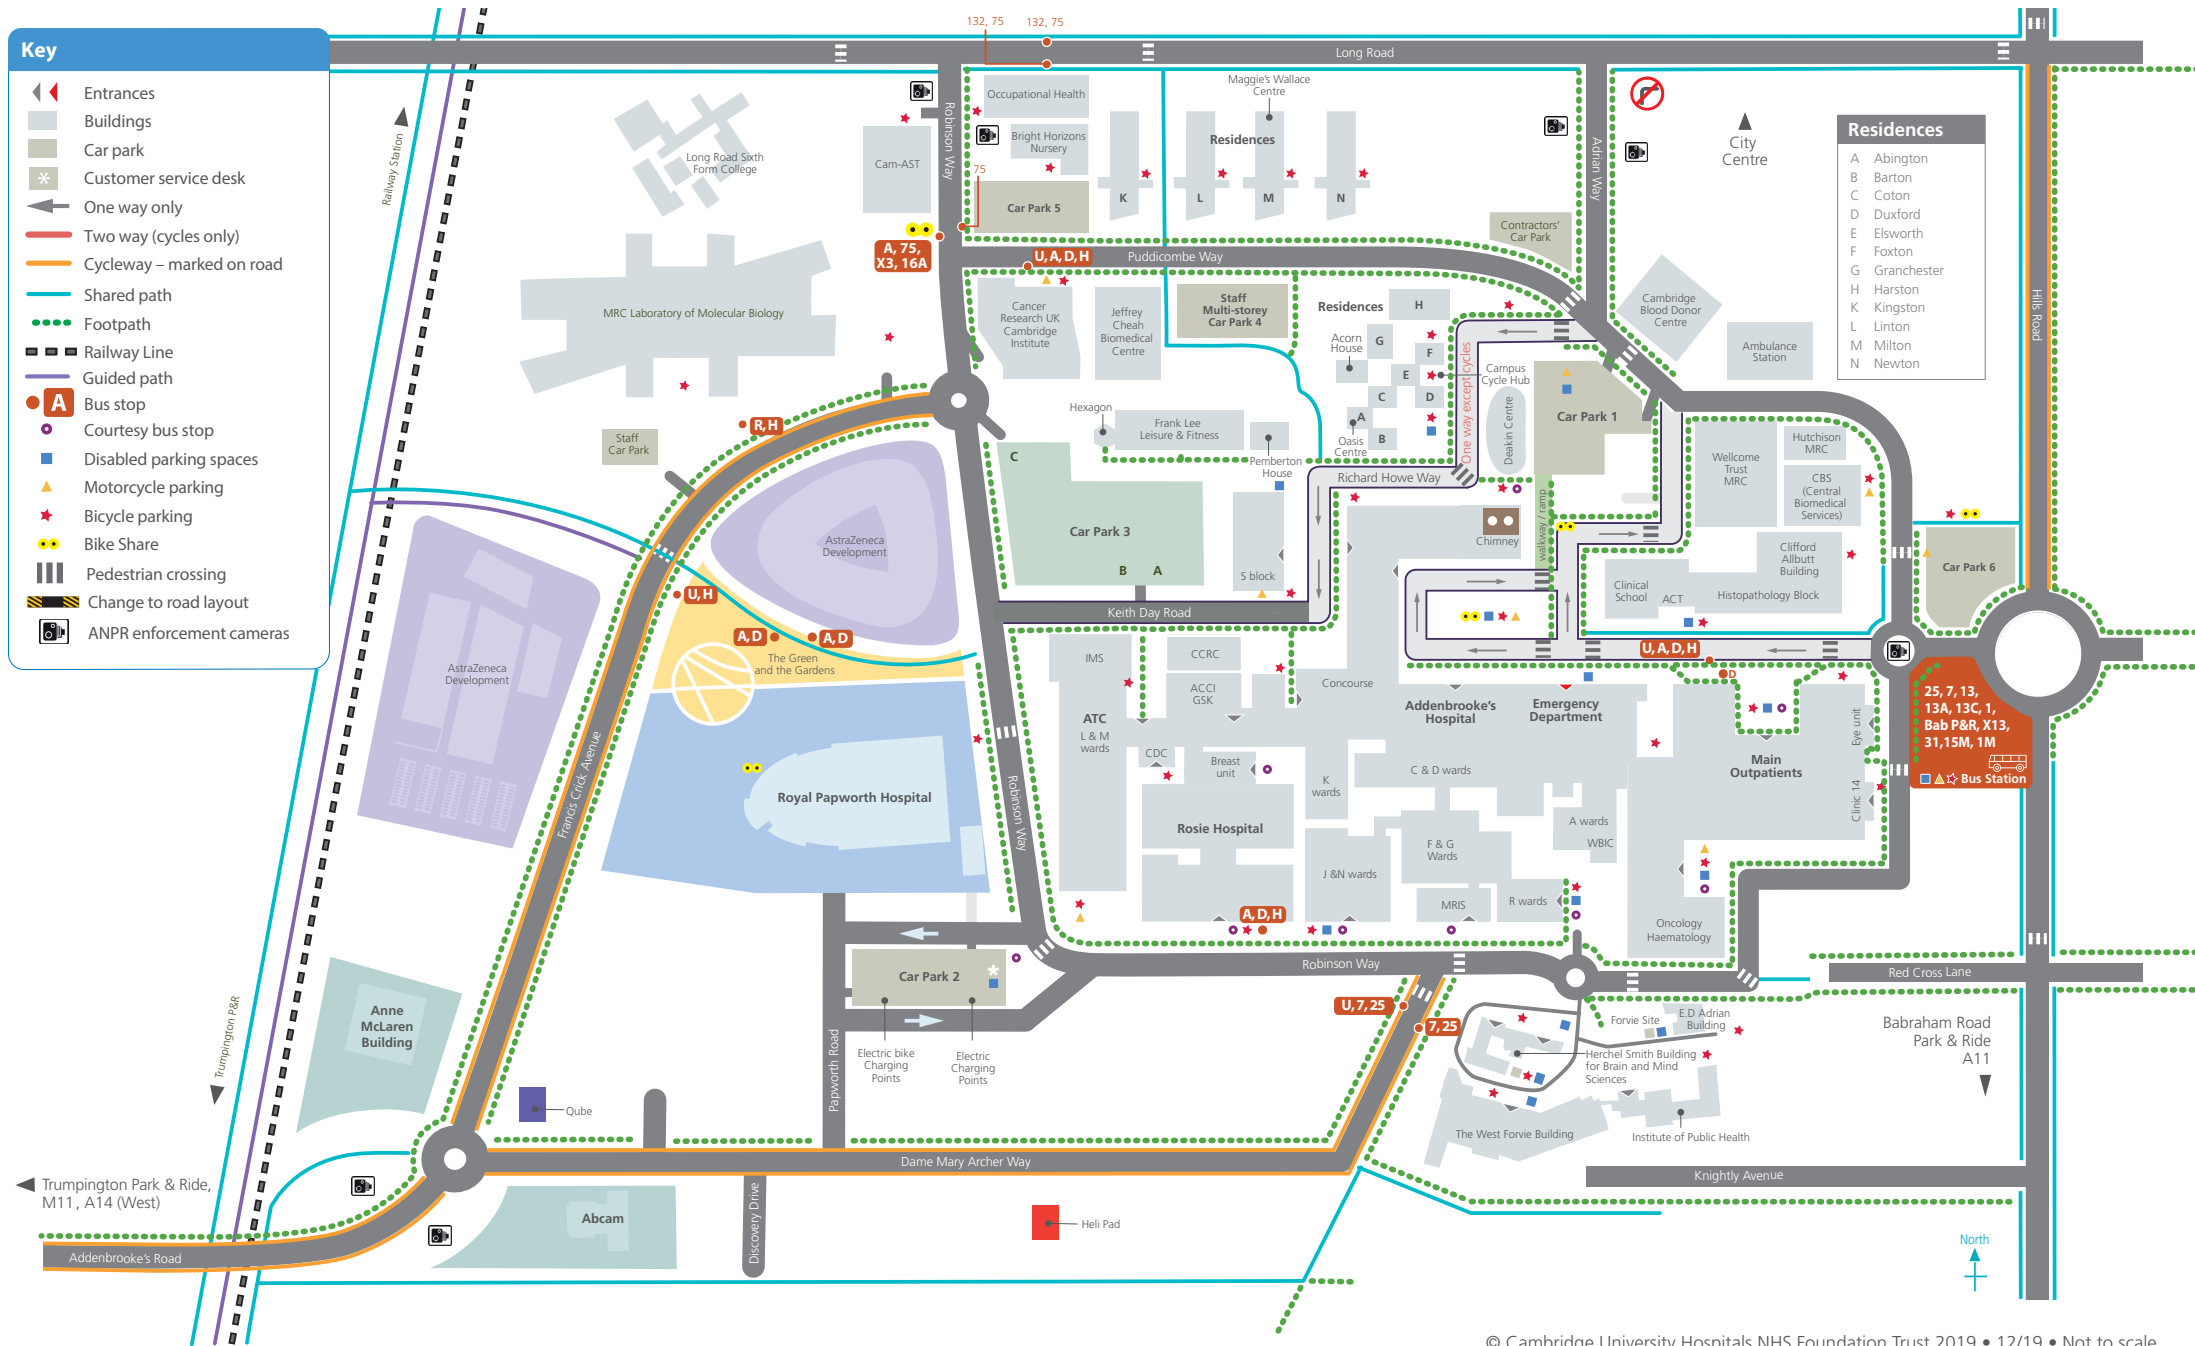 Key
Entrances
Buildings
Car park
Customer service desk
One way only
Two way (cycles only)
Cycleway – marked on road
Shared path
Footpath
Railway Line
Guided path
A
Bus stop
Courtesy bus stop
Disabled parking spaces
Motorcycle parking
Bicycle parking
Bike Share
Pedestrian crossing
Change to road layout
ANPR enforcement cameras
132, 75
132, 75
Long Road
Railway Station
Trumpington P&R
Long Road Sixth
Form College
Cam-AST
Robinson Way
Occupational Health
Bright Horizons
Nursery
75
Car Park 5
A, 75,
X3, 16A
U, A, D, H
Puddicombe Way
Maggie's Wallace
Centre
Residences
K
L
M
N
Contractors'
Car Park
Adrian Way
City
Centre
Residences
A Abington
B Barton
C Coton
D Duxford
E Elsworth
F Foxton
G Granchester
H Harston
K Kingston
L Linton
M Milton
N Newton
Hills Road
MRC Laboratory of Molecular Biology
Cancer
Research UK
Cambridge
Institute
Jeffrey
Cheah
Biomedical
Centre
Staff
Multi-storey
Car Park 4
Residences
H
G
F
E
D
C
A
B
Acorn
House
Oasis
Centre
Campus
Cycle Hub
One way except cycles
Deakin Centre
Car Park 1
Cambridge
Blood Donor
Centre
Ambulance
Station
Hexagon
Frank Lee
Leisure & Fitness
Pemberton
House
Richard Howe Way
Chimney
walkway / ramp
Wellcome
Trust
MRC
Hutchison
MRC
CBS
(Central
Biomedical
Services)
Clifford
Allbutt
Building
Clinical
School
ACT
Histopathology Block
Car Park 6
Staff
Car Park
R, H
AstraZeneca
Development
AstraZeneca
Development
C
Car Park 3
B
A
S block
Keith Day Road
U, H
A, D
A, D
The Green
and the Gardens
Francis Crick Avenue
Royal Papworth Hospital
Robinson Way
IMS
CCRC
ACCI
GSK
ATC
L & M
wards
CDC
Breast
unit
Rosie Hospital
Concourse
K
wards
Addenbrooke's
Hospital
Emergency
Department
C & D wards
F & G
Wards
J &N wards
MRIS
R wards
A wards
WBIC
U, A, D, H
D
Main
Outpatients
Eye unit
Clinic 14
Oncology
Haematology
25, 7, 13,
13A, 13C, 1,
Bab P&R, X13,
31,15M, 1M
Bus Station
A, D, H
Robinson Way
Red Cross Lane
Car Park 2
Electric bike
Charging
Points
Electric
Charging
Points
Papworth Road
U, 7, 25
7, 25
Forvie Site
E.D Adrian
Building
Herchel Smith Building
for Brain and Mind
Sciences
The West Forvie Building
Institute of Public Health
Babraham Road
Park & Ride
A11
Knightly Avenue
Anne
McLaren
Building
Qube
Dame Mary Archer Way
Discovery Drive
Abcam
Heli Pad
Trumpington Park & Ride,
M11, A14 (West)
Addenbrooke's Road
North
© Cambridge University Hospitals NHS Foundation Trust 2019 • 12/19 • Not to scale